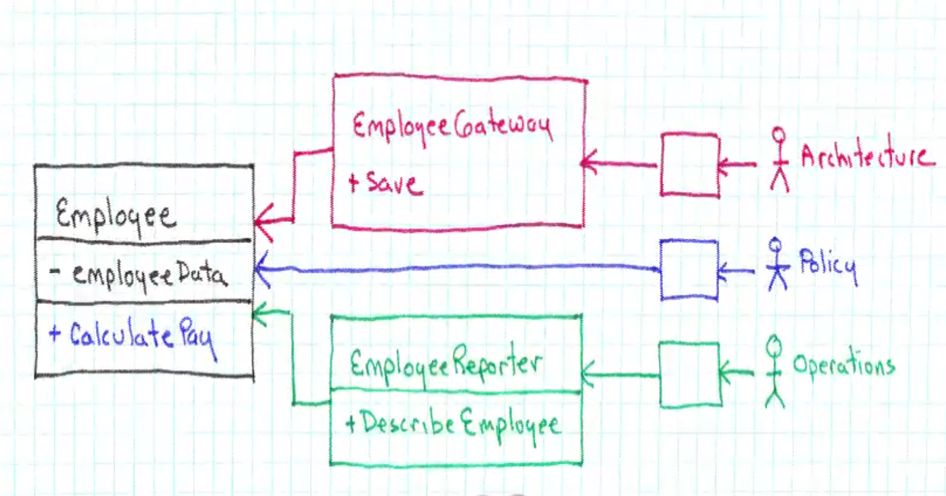 EmployeeGateway
+ Save
Architecture
Employee
- employeeData
+ CalculatePay
Policy
EmployeeReporter
+ DescribeEmployee
Operations